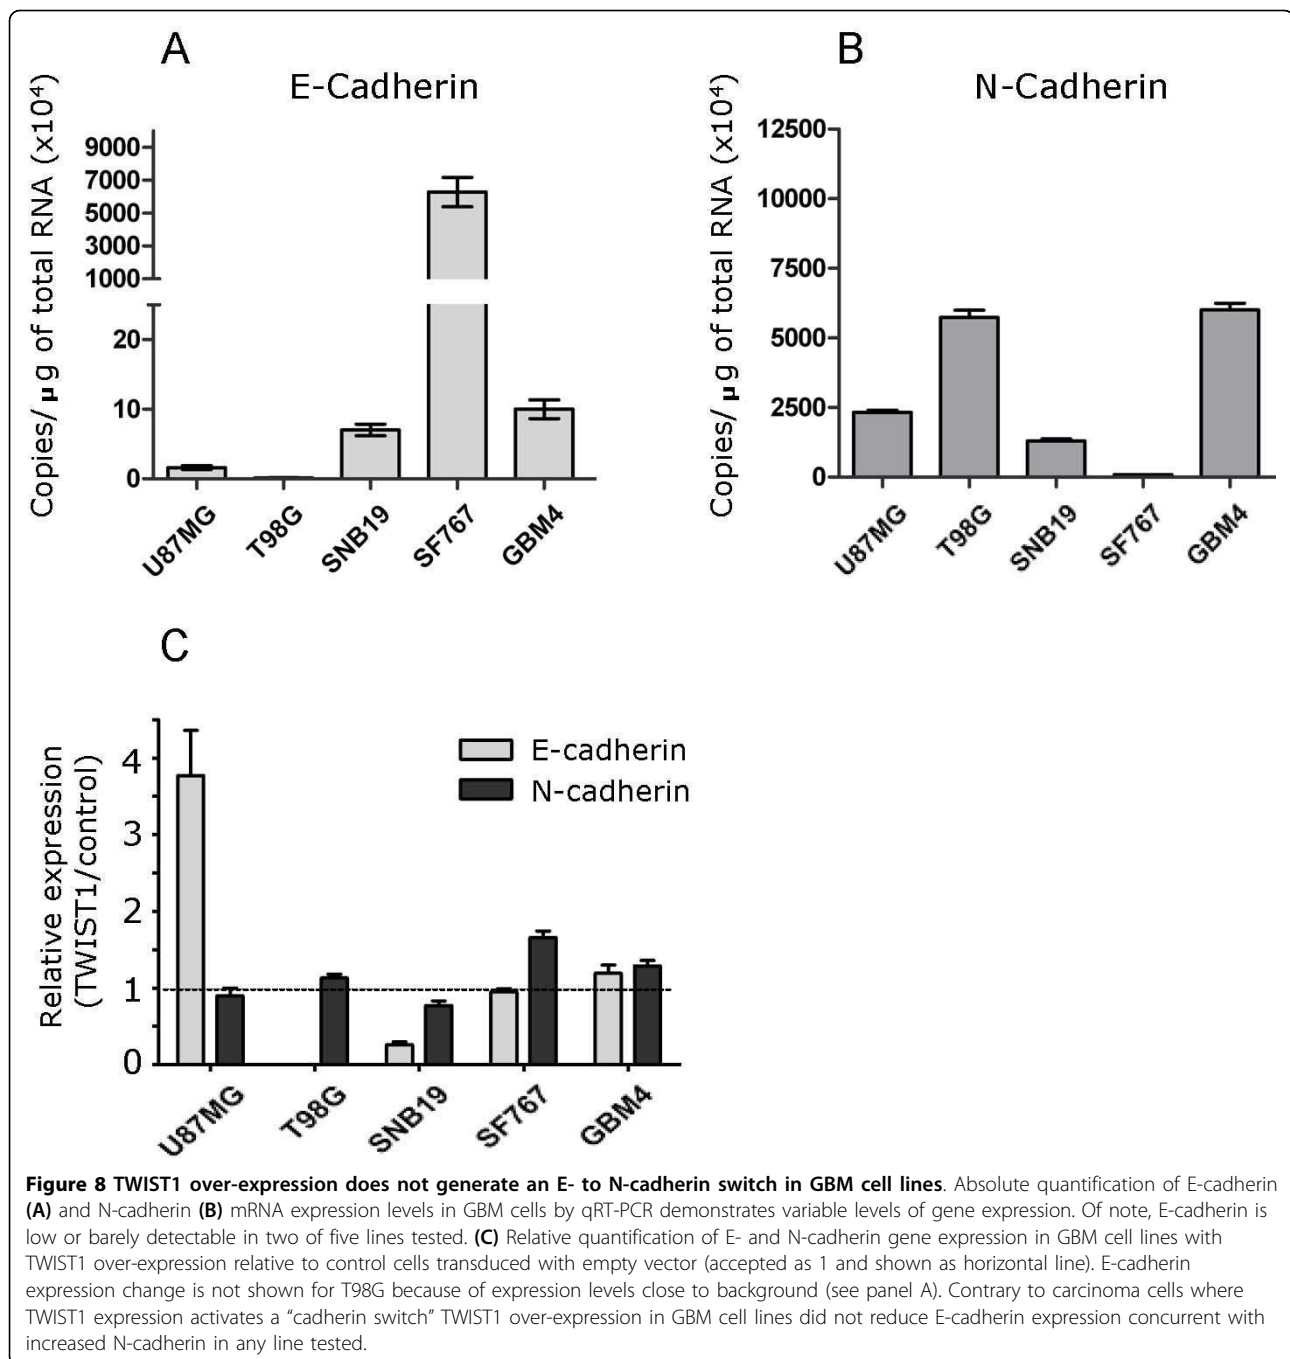 A
E-Cadherin
Copies/ µg of total RNA (x10⁴)
9000
7000
5000
3000
1000
20
10
0
U87MG
T98G
SNB19
SF767
GBM4
B
N-Cadherin
Copies/ µg of total RNA (x10⁴)
12500
10000
7500
5000
2500
0
U87MG
T98G
SNB19
SF767
GBM4
C
Relative expression
(TWIST1/control)
4
3
2
1
0
E-cadherin
N-cadherin
U87MG
T98G
SNB19
SF767
GBM4
Figure 8 TWIST1 over-expression does not generate an E- to N-cadherin switch in GBM cell lines. Absolute quantification of E-cadherin
(A) and N-cadherin (B) mRNA expression levels in GBM cells by qRT-PCR demonstrates variable levels of gene expression. Of note, E-cadherin is
low or barely detectable in two of five lines tested. (C) Relative quantification of E- and N-cadherin gene expression in GBM cell lines with
TWIST1 over-expression relative to control cells transduced with empty vector (accepted as 1 and shown as horizontal line). E-cadherin
expression change is not shown for T98G because of expression levels close to background (see panel A). Contrary to carcinoma cells where
TWIST1 expression activates a “cadherin switch” TWIST1 over-expression in GBM cell lines did not reduce E-cadherin expression concurrent with
increased N-cadherin in any line tested.